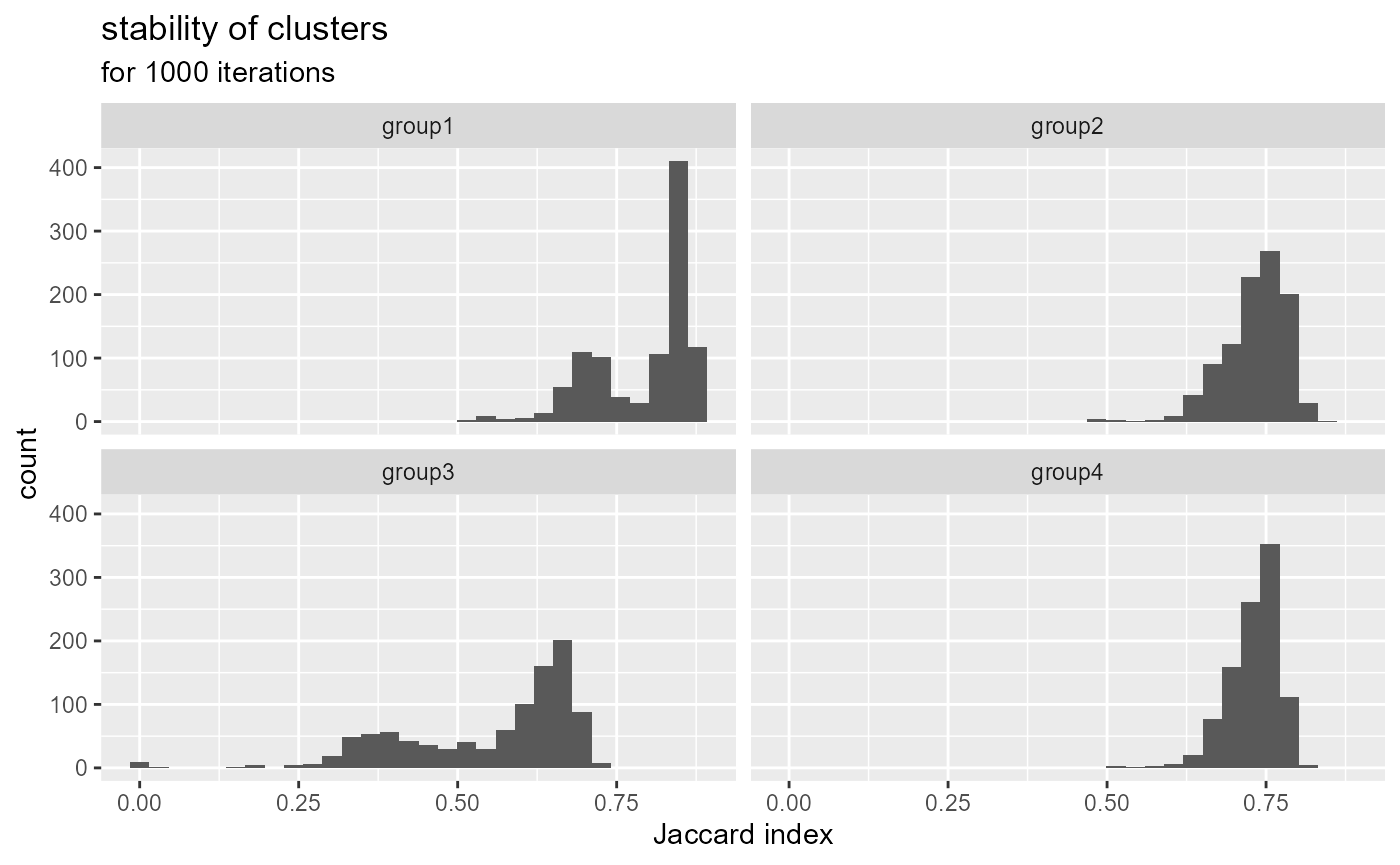 stability of clusters
for 1000 iterations
group1
group2
400
300
200
100
0
count
group3
group4
400
300
200
100
0
0.00 0.25 0.50 0.75 0.00 0.25 0.50 0.75
Jaccard index